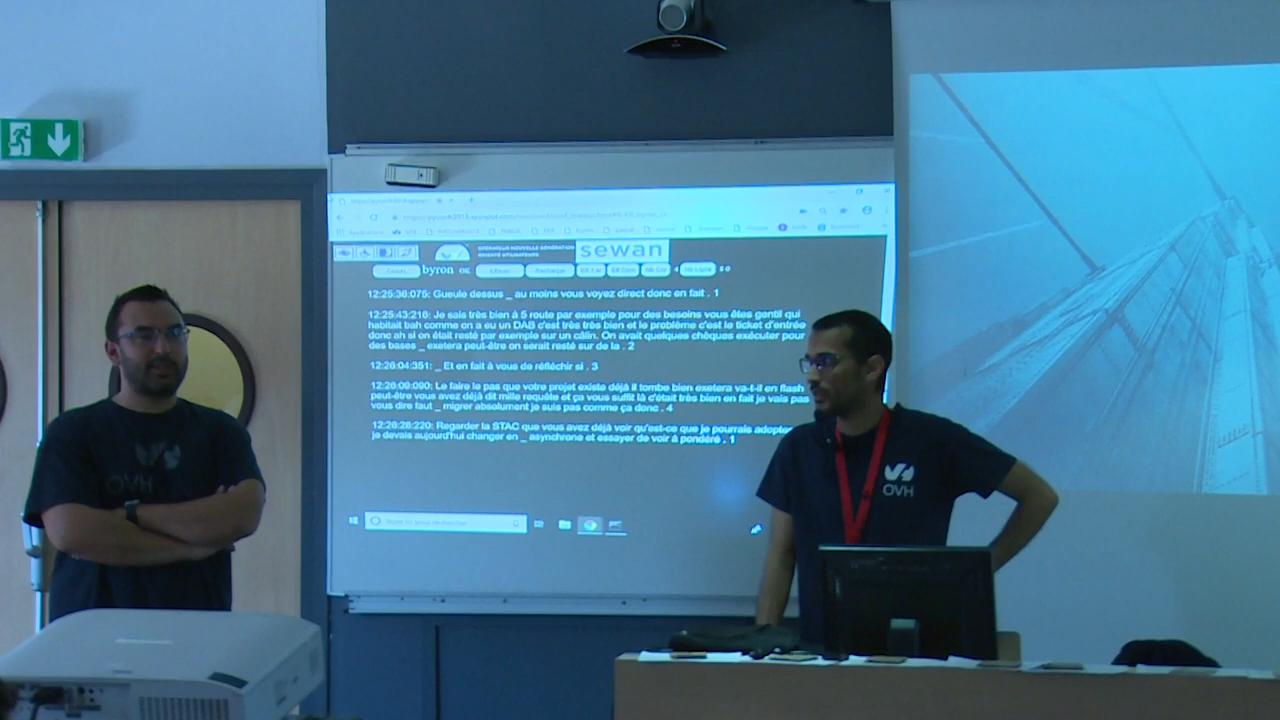 OPERATEUR NOUVELLE GÉNÉRATION
ORIENTÉ UTILISATEURS
sewan
byron
12:25:36:075: Gueule dessus _ au moins vous voyez direct donc en fait . 1
12:25:43:216: Je sais très bien à 5 route par exemple pour des besoins vous êtes gentil qui
habitait bah comme on a eu un DAB c'est très très bien et le problème c'est le ticket d'entrée
donc ah si on était resté par exemple sur un câlin. On avait quelques chèques exécuter pour
des bases _ exetera peut-être on serait resté sur de la . 2
12:26:04:351: _ Et en fait à vous de réfléchir si . 3
12:26:09:090: Le faire le pas que votre projet existe déjà il tombe bien exetera va-t-il en flash
peut-être vous avez déjà dit mille requête et ça vous suffit là c'était très bien en fait je vais pas
vous dire faut _ migrer absolument je suis pas comme ça donc . 4
12:26:28:220: Regarder la STAC que vous avez déjà voir qu'est-ce que je pourrais adopter
je devais aujourd'hui changer en _ asynchrone et essayer de voir à pondéré . 1
OVH
OVH